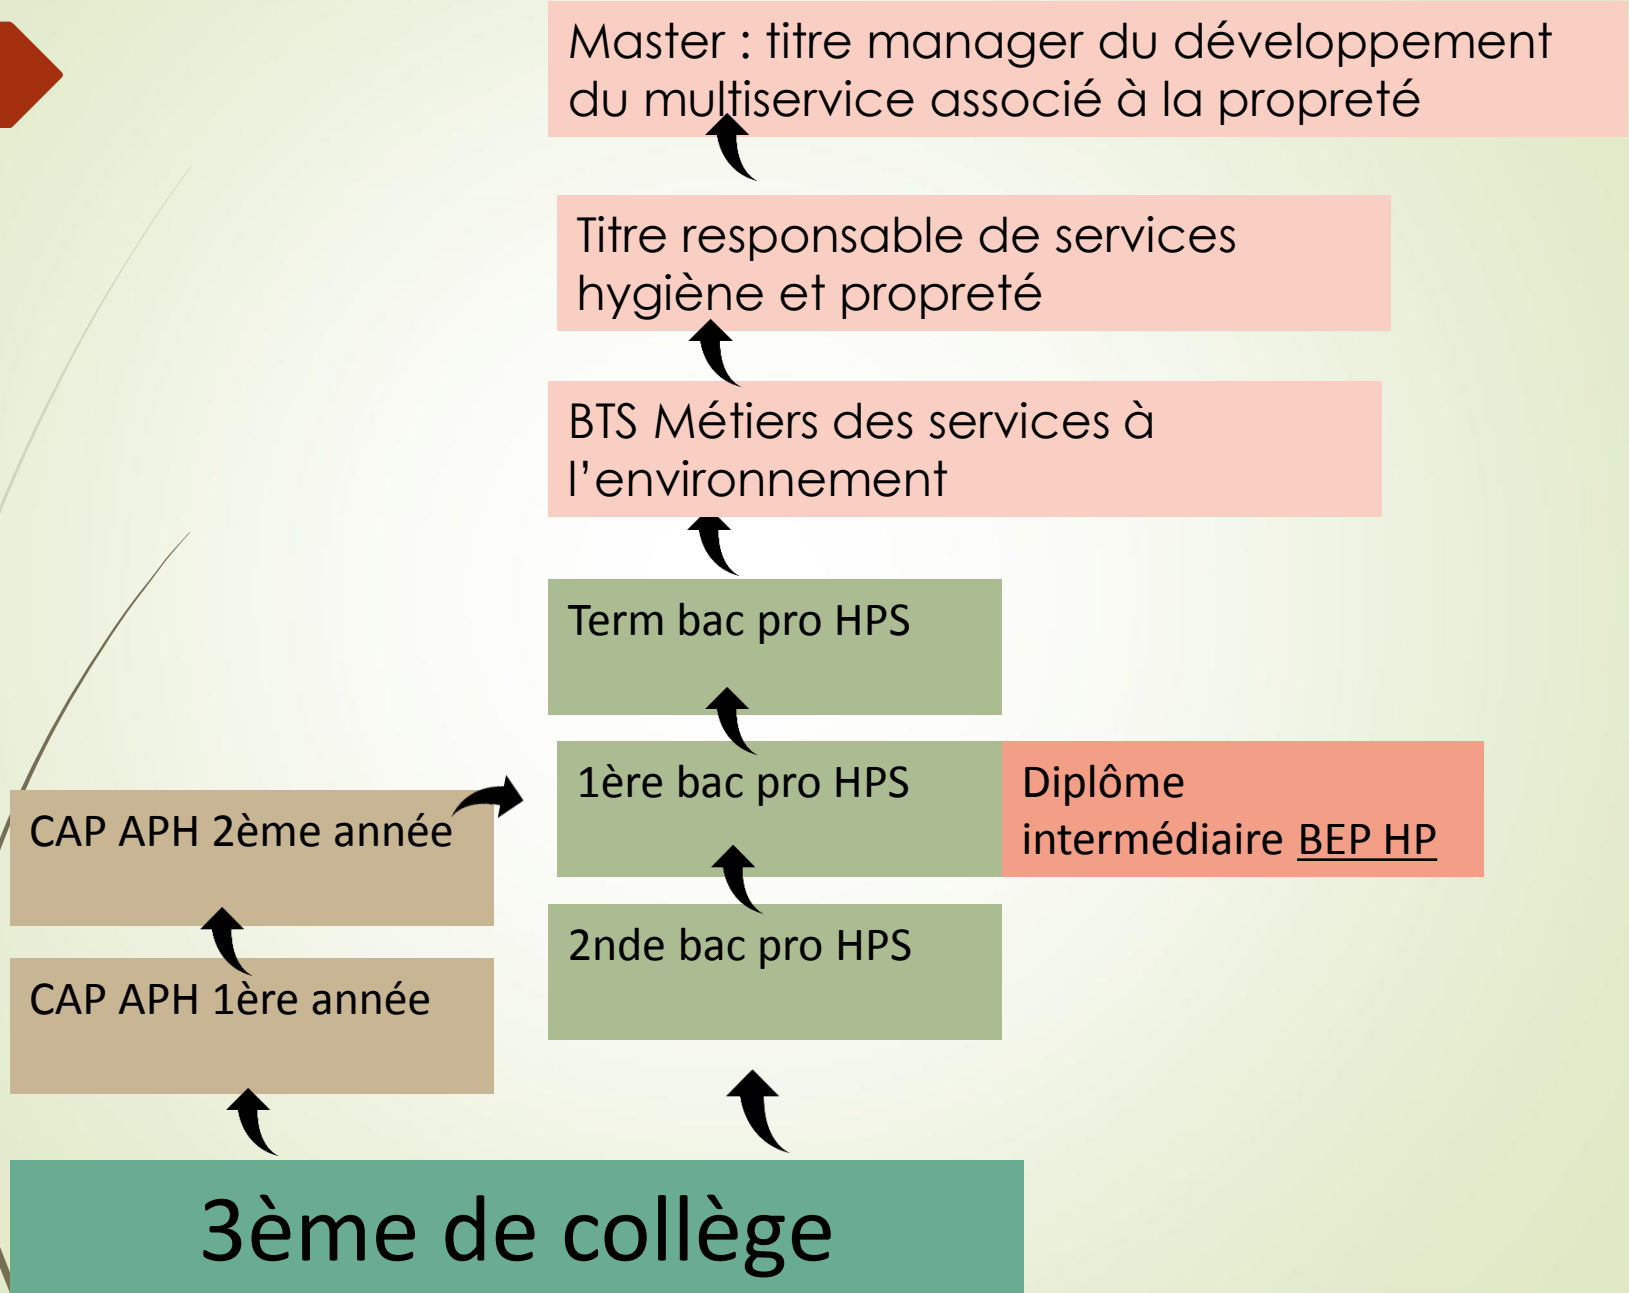 Master : titre manager du développement
du multiservice associé à la propreté
Titre responsable de services
hygiène et propreté
BTS Métiers des services à
l’environnement
Term bac pro HPS
1ère bac pro HPS
Diplôme
intermédiaire BEP HP
CAP APH 2ème année
2nde bac pro HPS
CAP APH 1ère année
3ème de collège